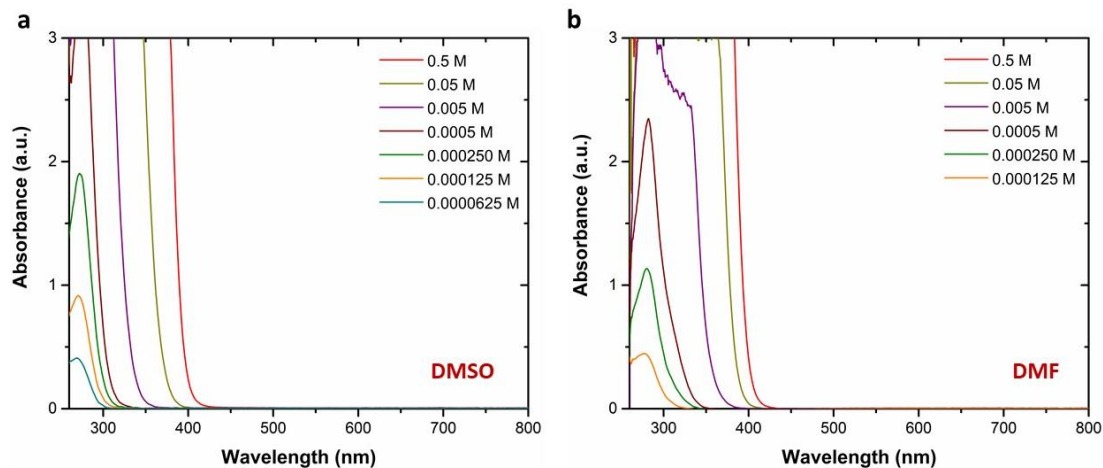 a
3
2
1
0
Absorbance (a.u.)
300 400 500 600 700 800
Wavelength (nm)
0.5 M
0.05 M
0.005 M
0.0005 M
0.000250 M
0.000125 M
0.0000625 M
DMSO
b
3
2
1
0
Absorbance (a.u.)
300 400 500 600 700 800
Wavelength (nm)
0.5 M
0.05 M
0.005 M
0.0005 M
0.000250 M
0.000125 M
DMF